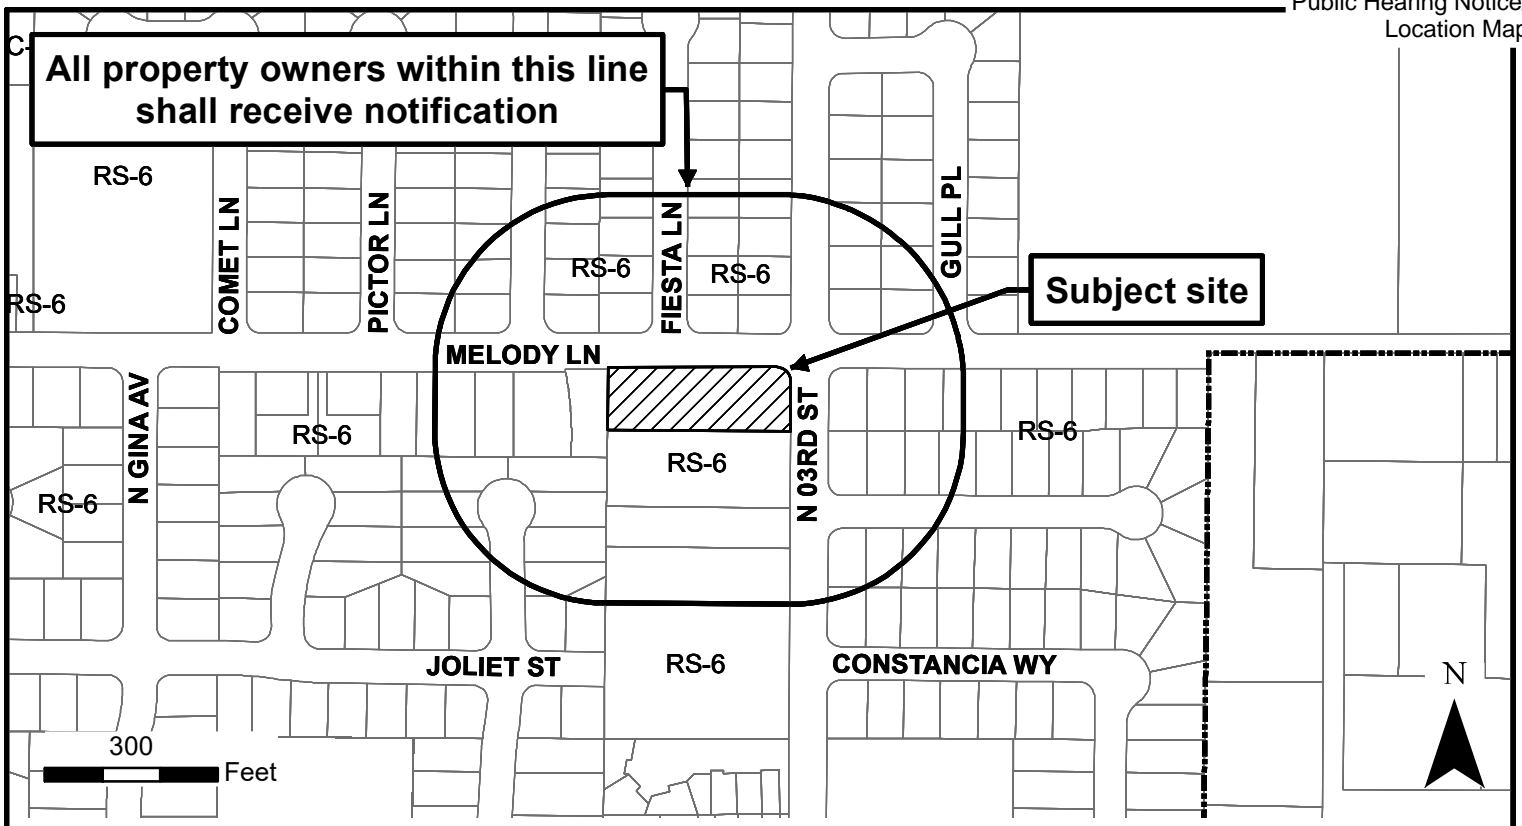 Public Hearing Notice
Location Map
All property owners within this line
shall receive notification
RS-6
RS-6
COMET LN
PICTOR LN
FIESTA LN
GULL PL
RS-6
RS-6
Subject site
MELODY LN
N GINA AV
N 03RD ST
RS-6
RS-6
RS-6
RS-6
JOLIET ST
RS-6
CONSTANCIA WY
N
300
Feet